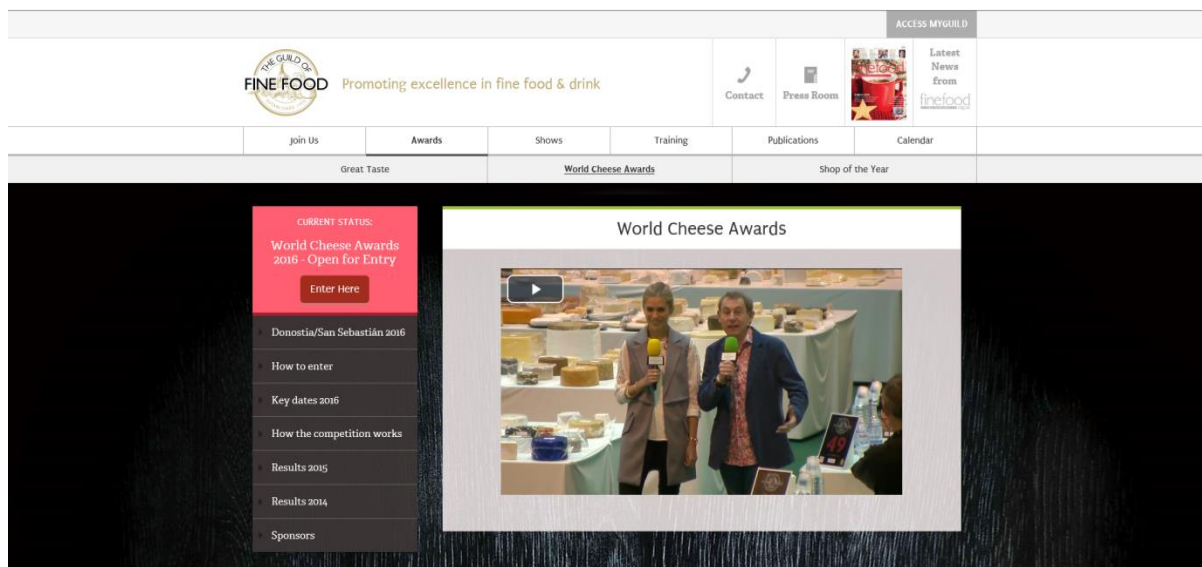 ACCESS MYGUILD
THE GUILD OF
FINE FOOD
Promoting excellence in fine food & drink
Contact
Press Room
finefood
Latest
News
from
finefood
Join Us
Awards
Shows
Training
Publications
Calendar
Great Taste
World Cheese Awards
Shop of the Year
CURRENT STATUS:
World Cheese Awards
2016 - Open for Entry
Enter Here
Donostia/San Sebastián 2016
How to enter
Key dates 2016
How the competition works
Results 2015
Results 2014
Sponsors
World Cheese Awards
49